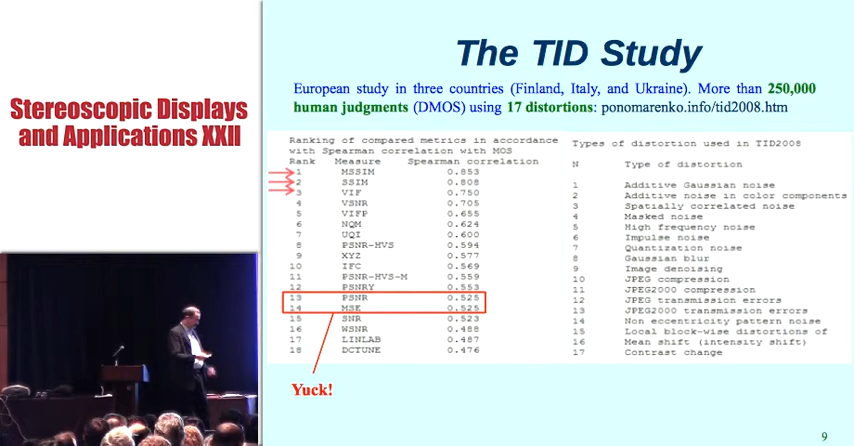 Stereoscopic Displays
and Applications XXII
The TID Study
European study in three countries (Finland, Italy, and Ukraine). More than 250,000
human judgments (DMOS) using 17 distortions: ponomarenko.info/tid2008.htm
Ranking of compared metrics in accordance
with Spearman correlation with MOS
Rank Measure Spearman correlation
1 MSSIM 0.853
2 SSIM 0.808
3 VIF 0.750
4 VSNR 0.705
5 VIFP 0.655
6 NQM 0.624
7 UQI 0.600
8 PSNR-HVS 0.594
9 XYZ 0.577
10 IFC 0.569
11 PSNR-HVS-M 0.559
12 PSNRY 0.553
13 PSNR 0.525
14 MSE 0.525
15 SNR 0.523
16 WSNR 0.488
17 LINLAB 0.487
18 DCTUNE 0.476
Yuck!
Types of distortion used in TID2008
N Type of distortion
1 Additive Gaussian noise
2 Additive noise in color components
3 Spatially correlated noise
4 Masked noise
5 High frequency noise
6 Impulse noise
7 Quantization noise
8 Gaussian blur
9 Image denoising
10 JPEG compression
11 JPEG2000 compression
12 JPEG transmission errors
13 JPEG2000 transmission errors
14 Non eccentricity pattern noise
15 Local block-wise distortions of
16 Mean shift (intensity shift)
17 Contrast change
9